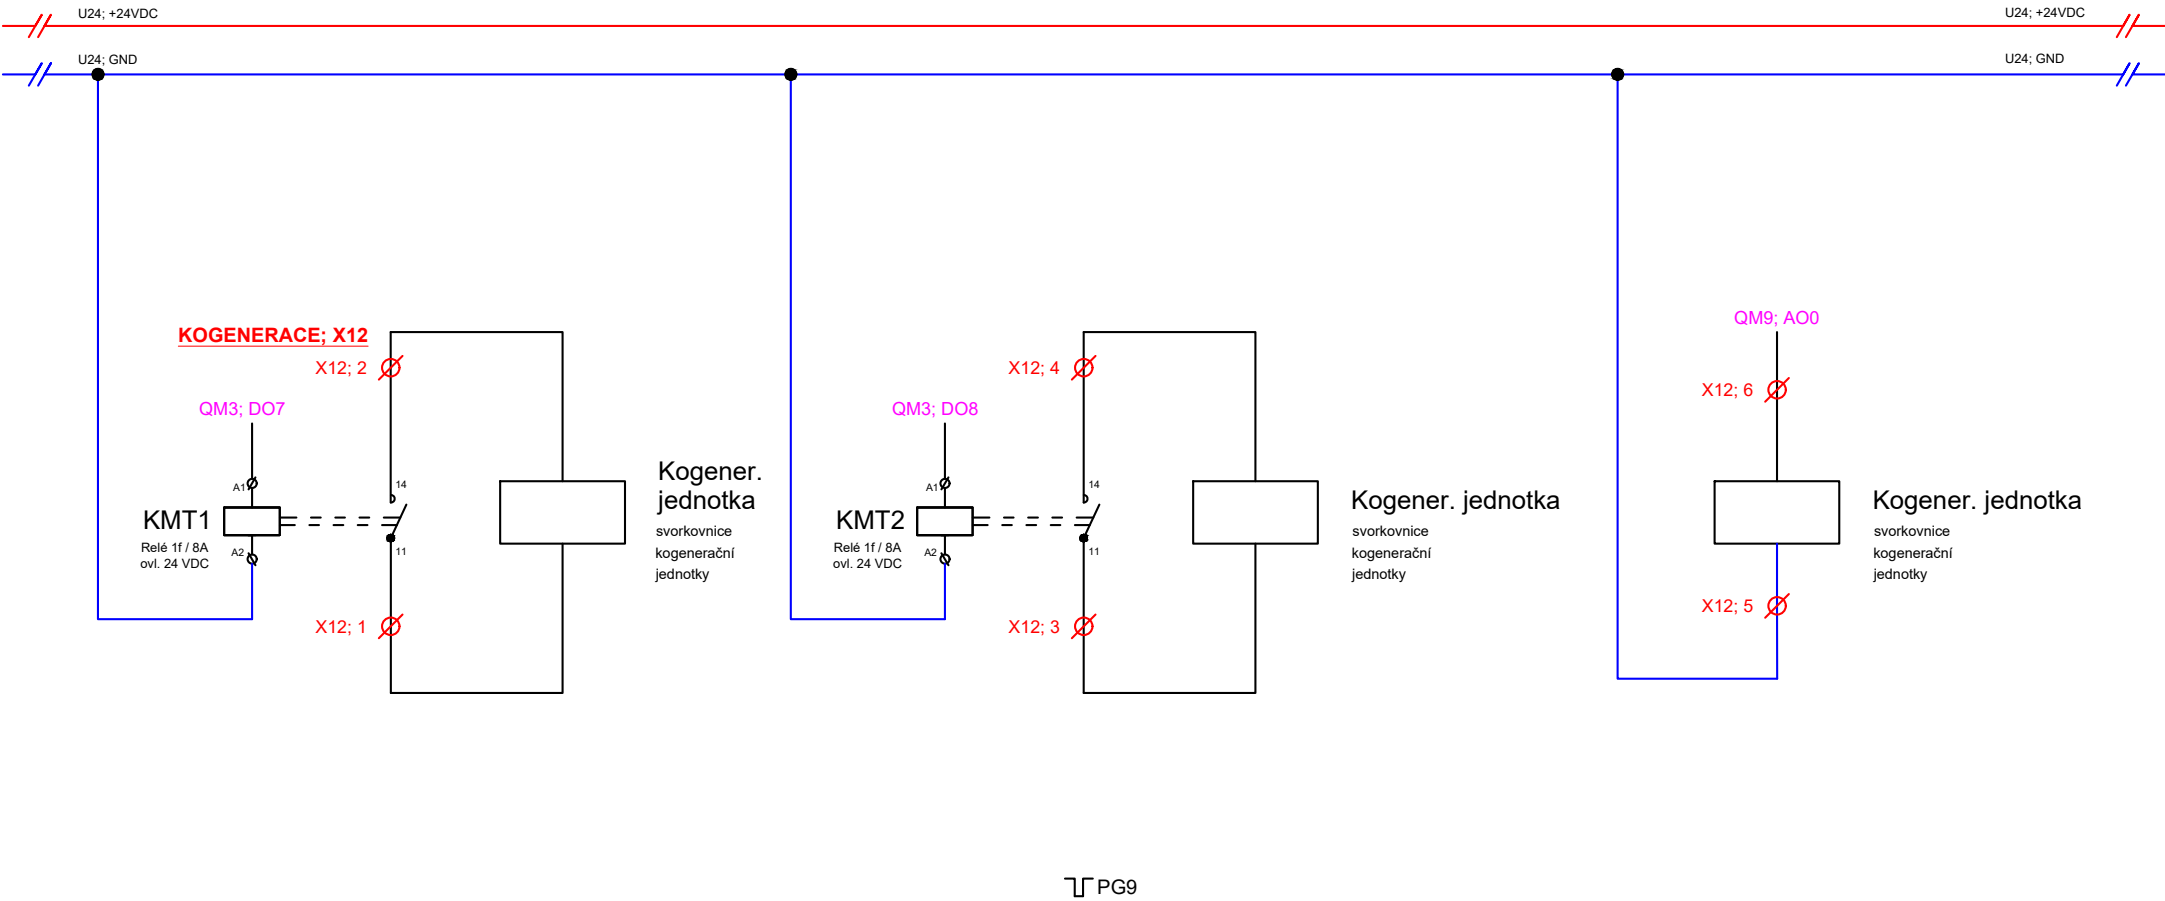 U24; +24VDC
U24; +24VDC
U24; GND
U24; GND
KOGENERACE; X12
X12; 2
QM3; DO7
A1
14
KMT1
Relé 1f / 8A
ovl. 24 VDC
A2
11
X12; 1
Kogener.
jednotka
svorkovnice
kogenerační
jednotky
X12; 4
QM3; DO8
A1
14
KMT2
Relé 1f / 8A
ovl. 24 VDC
A2
11
X12; 3
Kogener. jednotka
svorkovnice
kogenerační
jednotky
QM9; AO0
X12; 6
Kogener. jednotka
svorkovnice
kogenerační
jednotky
X12; 5
PG9